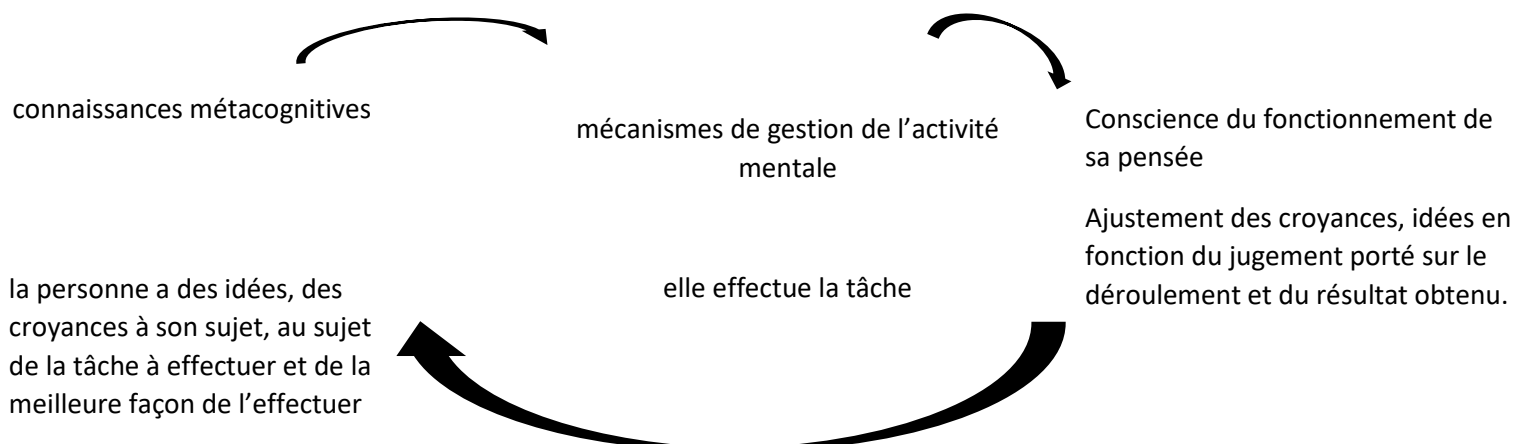 connaissances métacognitives
mécanismes de gestion de l’activité
mentale
Conscience du fonctionnement de
sa pensée
Ajustement des croyances, idées en
fonction du jugement porté sur le
déroulement et du résultat obtenu.
la personne a des idées, des
croyances à son sujet, au sujet
de la tâche à effectuer et de la
meilleure façon de l’effectuer
elle effectue la tâche